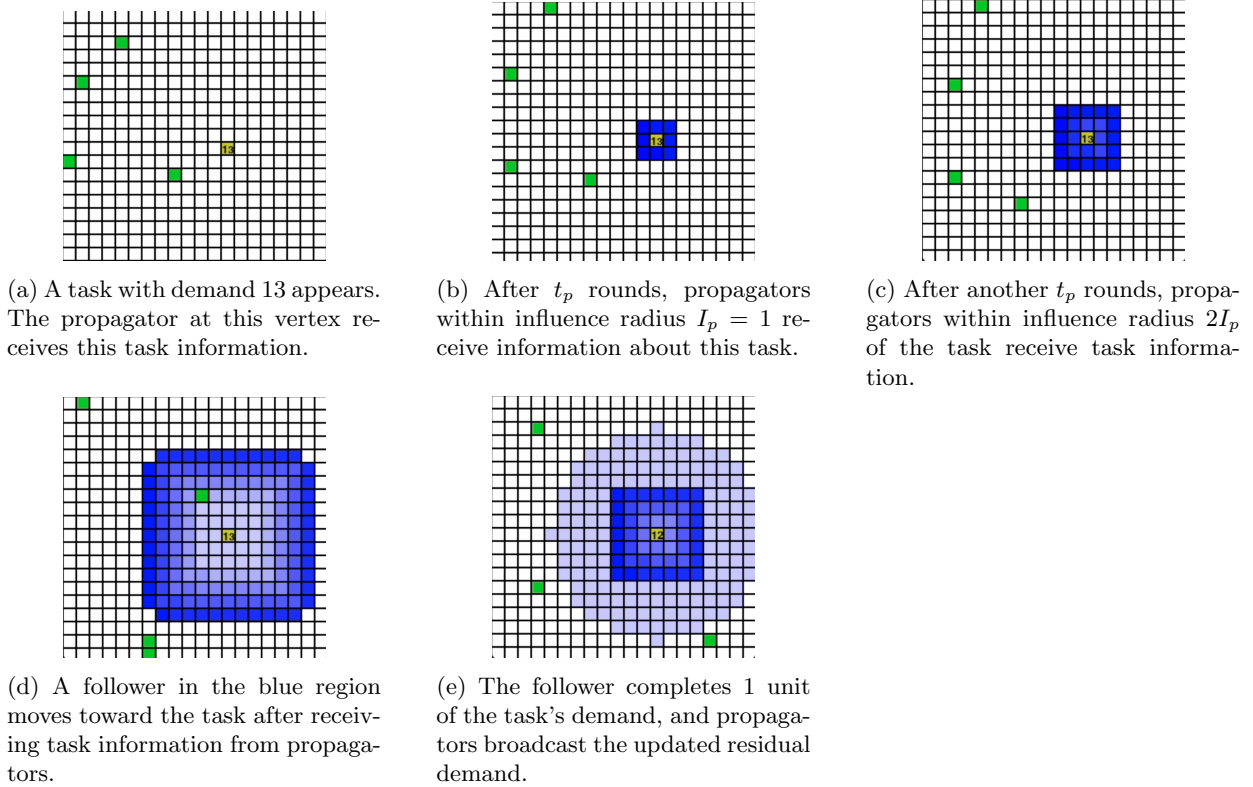 13
13
13
(a) A task with demand 13 appears.
The propagator at this vertex re-
ceives this task information.
(b) After t_p rounds, propagators
within influence radius I_p = 1 re-
ceive information about this task.
(c) After another t_p rounds, propa-
gators within influence radius 2I_p
of the task receive task informa-
tion.
13
12
(d) A follower in the blue region
moves toward the task after receiv-
ing task information from propaga-
tors.
(e) The follower completes 1 unit
of the task's demand, and propaga-
tors broadcast the updated residual
demand.